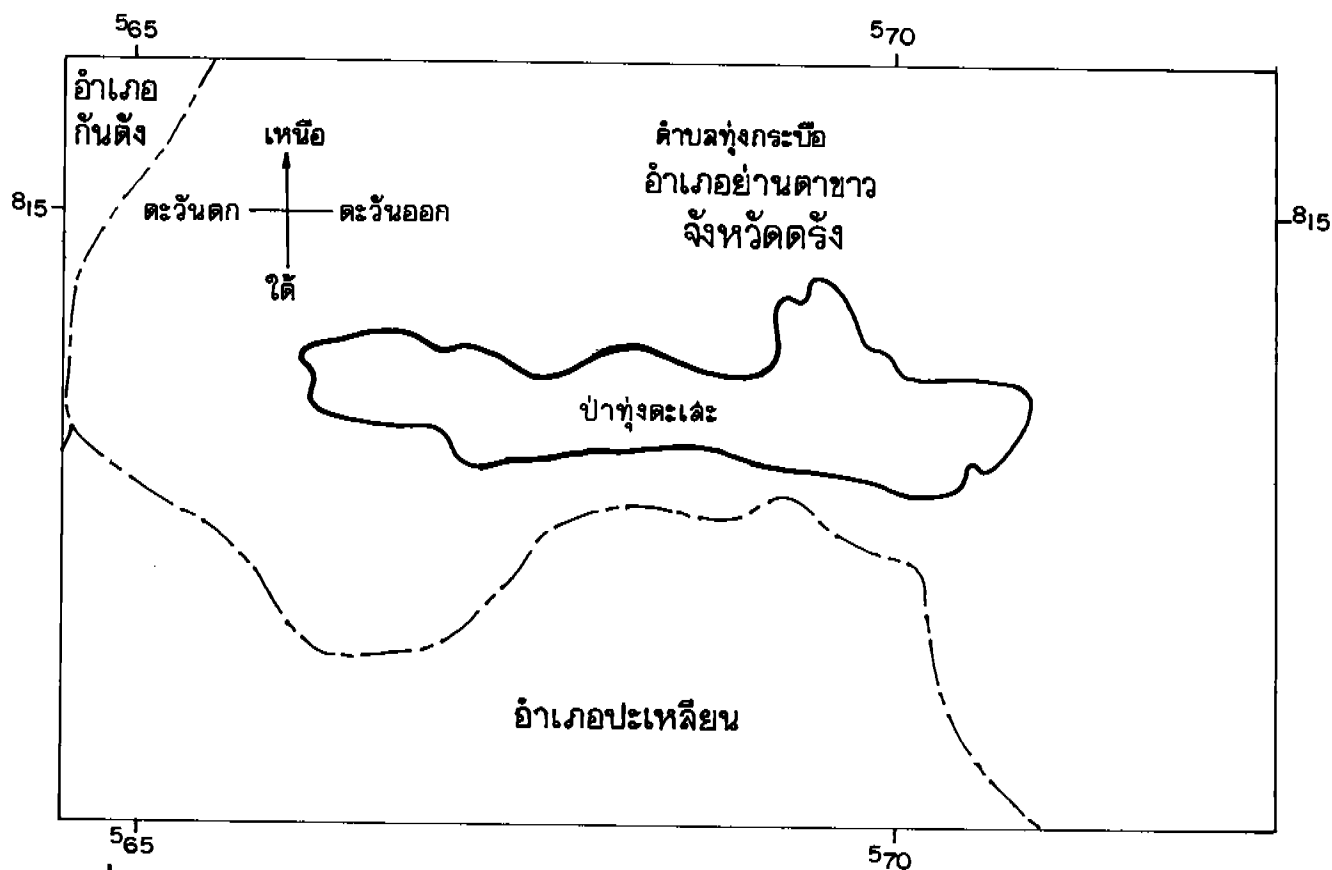 565
570
อำเภอ
กันตัง
เหนือ
ตำบลทุ่งกระบือ
อำเภอย่านตาขาว
จังหวัดตรัง
815
ตะวันตก
ตะวันออก
815
ใต้
ป่าทุ่งตะเละ
อำเภอปะเหลียน
565
570